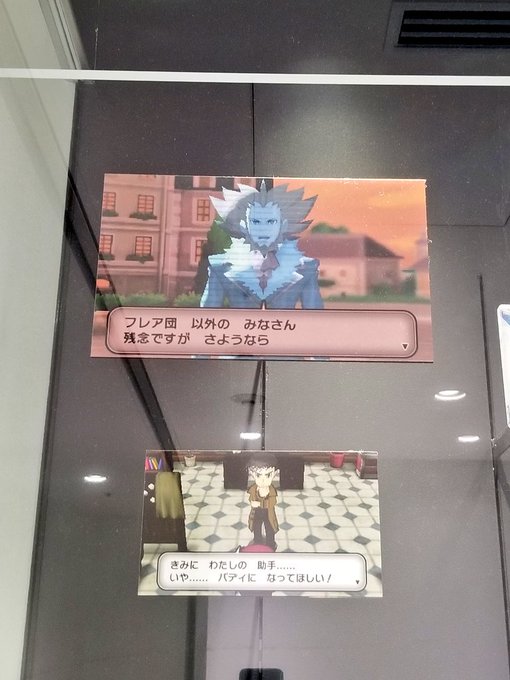 フレア団　以外の　みなさん
残念ですが　さようなら
きみに　わたしの　助手……
いや……　バディに　なってほしい！